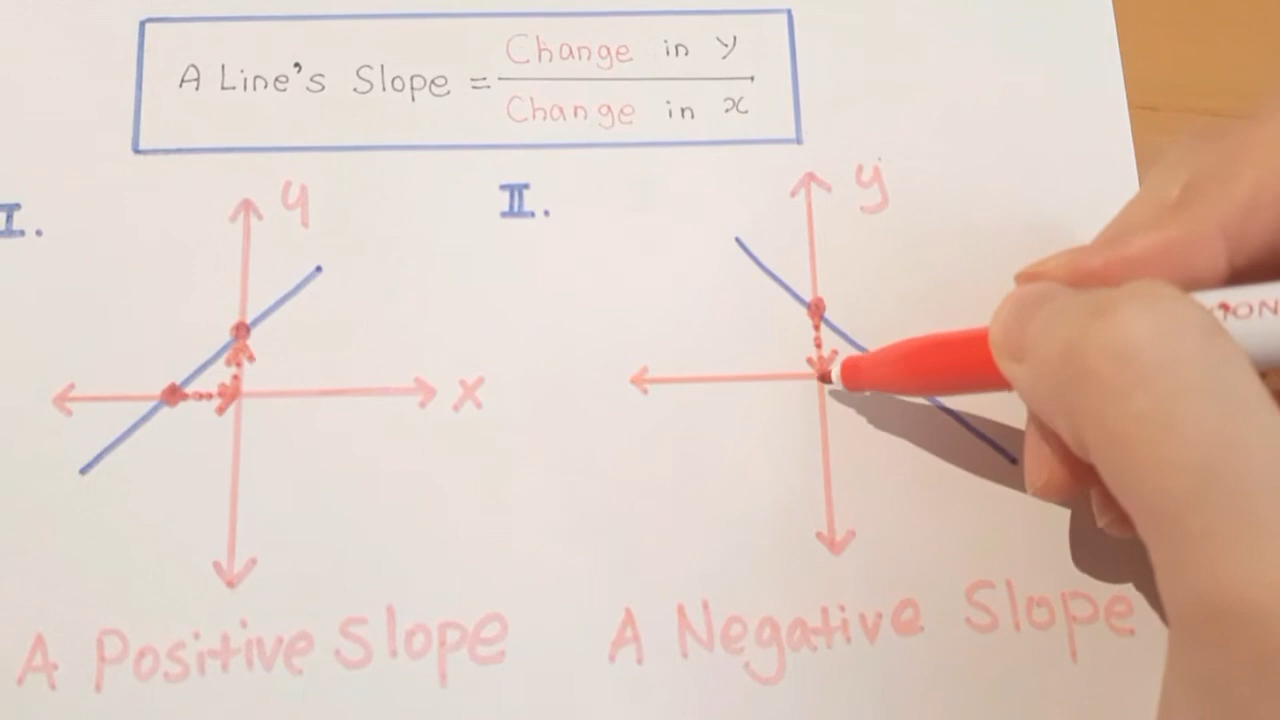 A Line's Slope = Change in y
Change in x
I.
y
II.
y
x
A Positive Slope
A Negative Slope